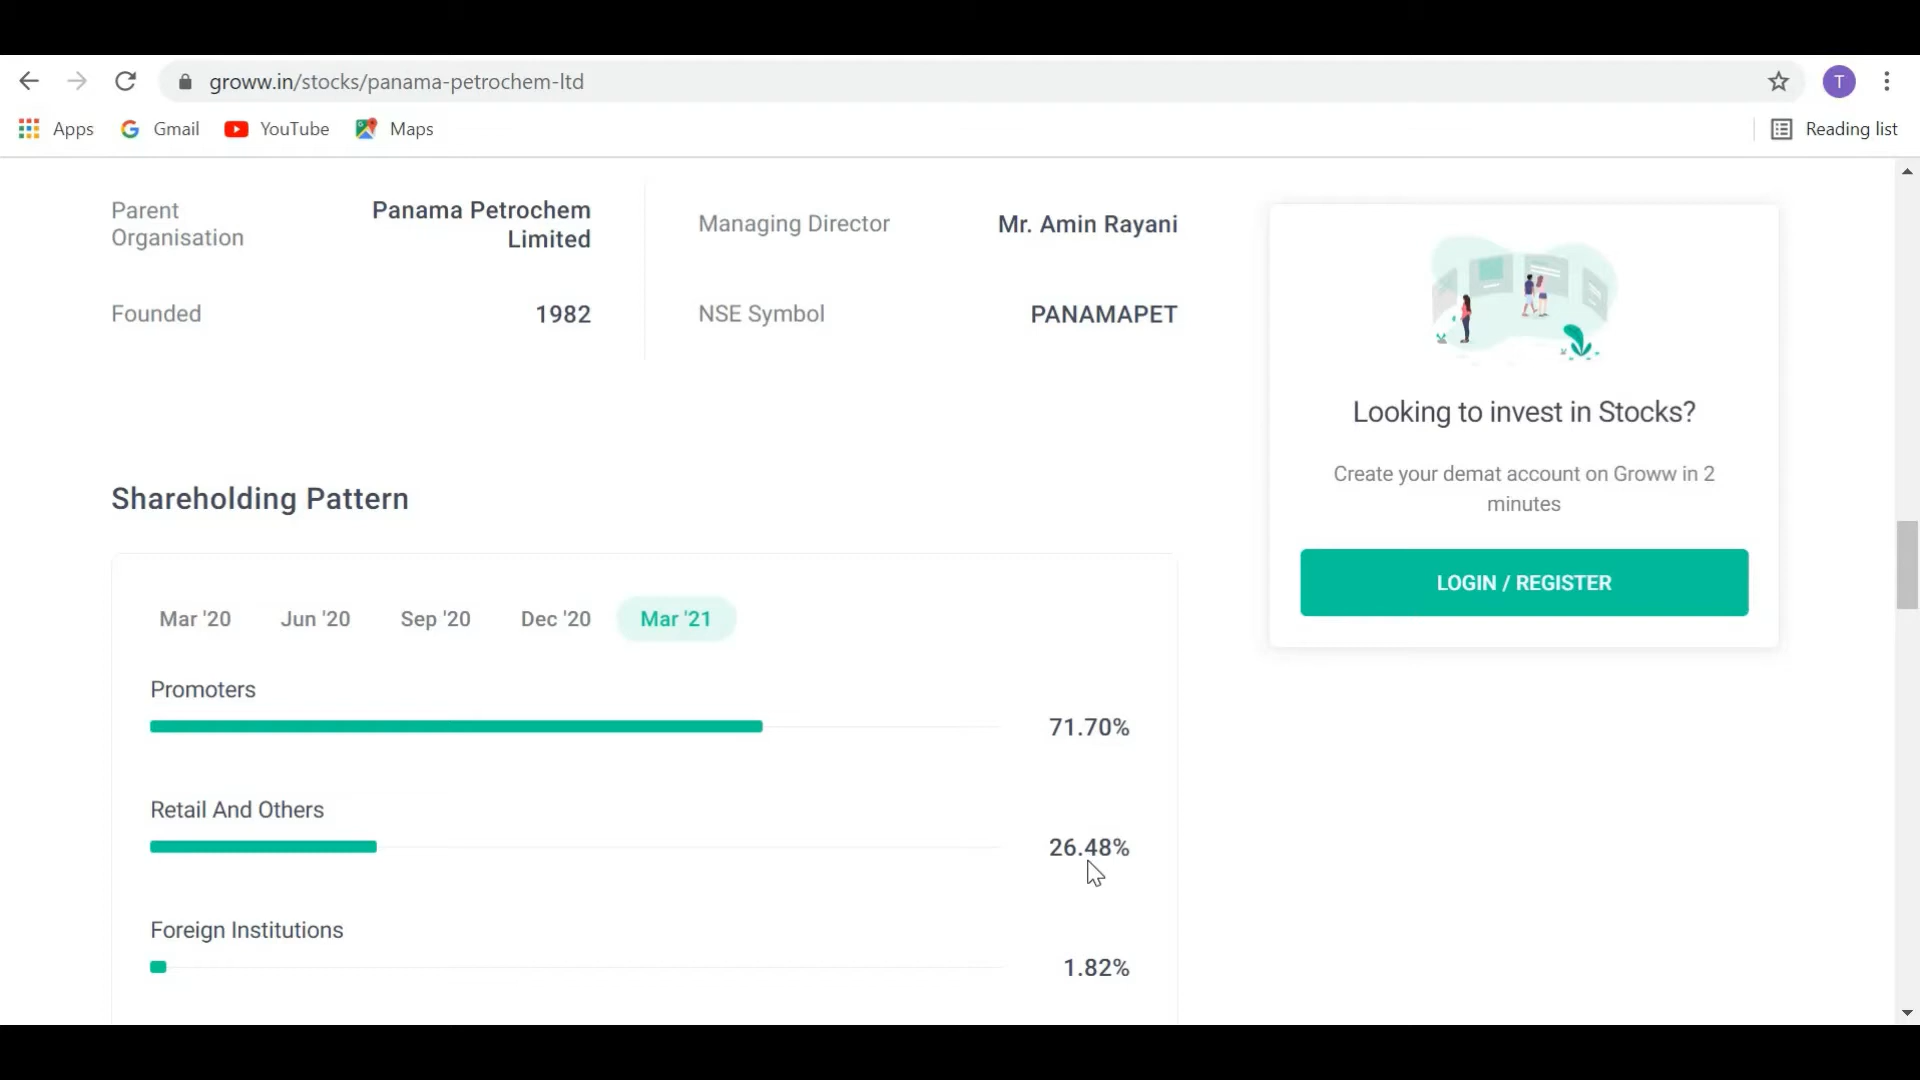 groww.in/stocks/panama-petrochem-ltd
T
Apps
Gmail
YouTube
Maps
Reading list
Parent
Organisation
Panama Petrochem
Limited
Managing Director
Mr. Amin Rayani
Founded
1982
NSE Symbol
PANAMAPET
Looking to invest in Stocks?
Create your demat account on Groww in 2
minutes
LOGIN / REGISTER
Shareholding Pattern
Mar '20
Jun '20
Sep '20
Dec '20
Mar '21
Promoters
71.70%
Retail And Others
26.48%
Foreign Institutions
1.82%